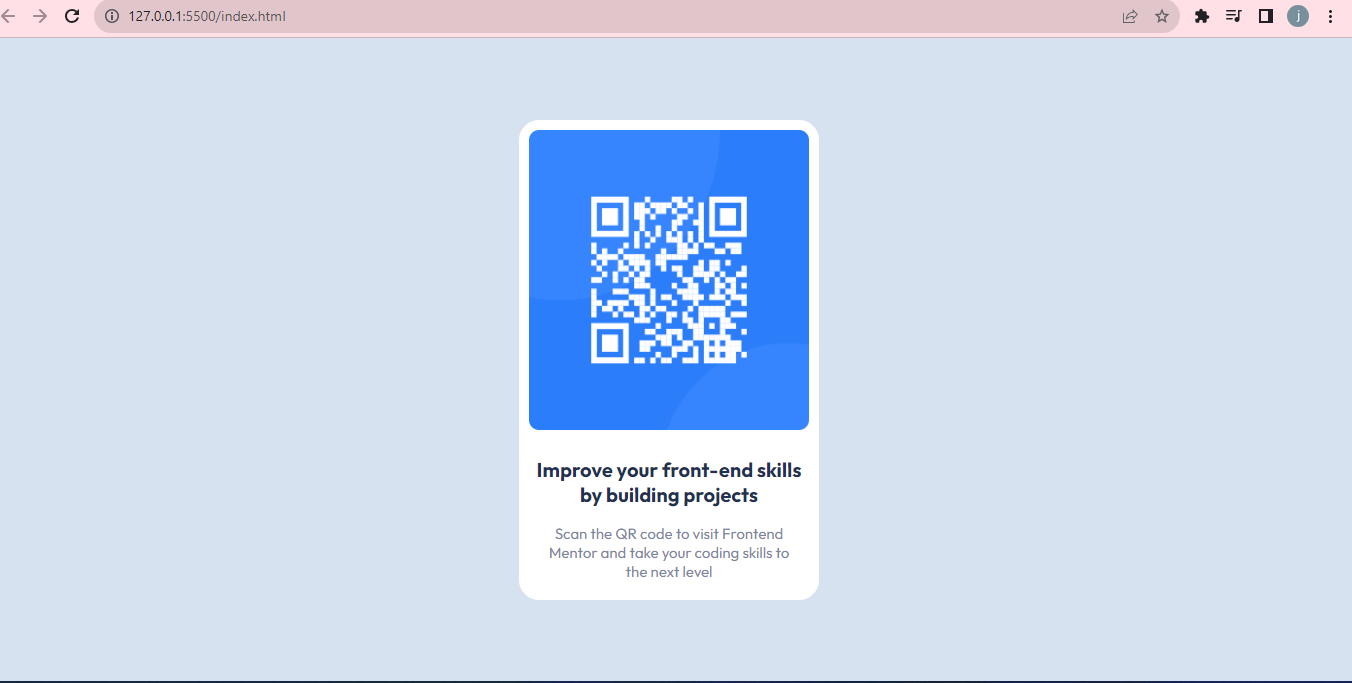 127.0.0.1:5500/index.html
j
Improve your front-end skills
by building projects
Scan the QR code to visit Frontend
Mentor and take your coding skills to
the next level